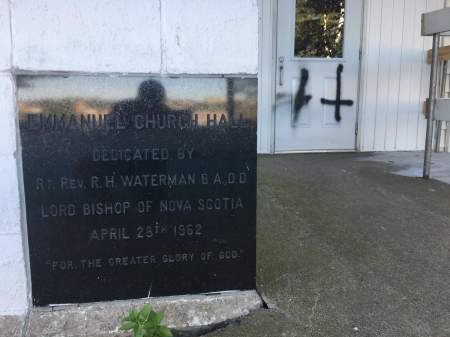 EMMANUEL CHURCH HALL
DEDICATED BY
RT. REV. R.H. WATERMAN B.A., D.D.
LORD BISHOP OF NOVA SCOTIA
APRIL 28TH 1962
"FOR THE GREATER GLORY OF GOD."